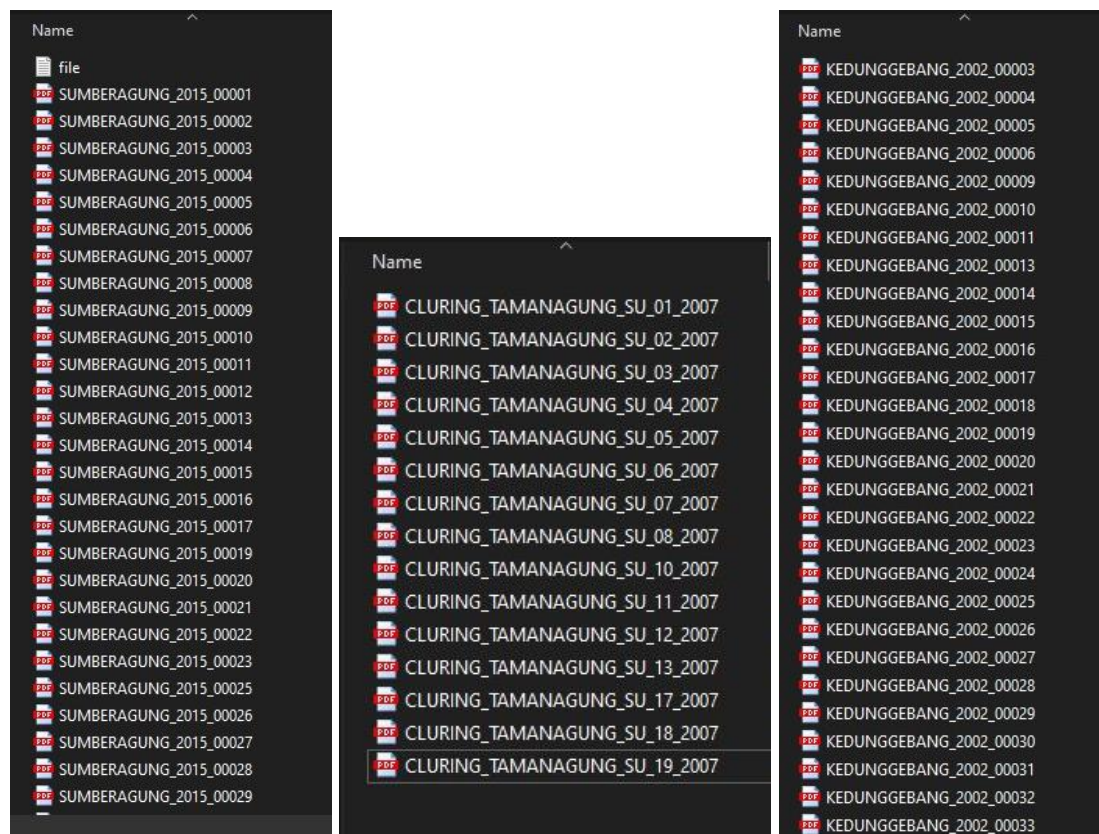 Name
file
SUMBERAGUNG_2015_00001
SUMBERAGUNG_2015_00002
SUMBERAGUNG_2015_00003
SUMBERAGUNG_2015_00004
SUMBERAGUNG_2015_00005
SUMBERAGUNG_2015_00006
SUMBERAGUNG_2015_00007
SUMBERAGUNG_2015_00008
SUMBERAGUNG_2015_00009
SUMBERAGUNG_2015_00010
SUMBERAGUNG_2015_00011
SUMBERAGUNG_2015_00012
SUMBERAGUNG_2015_00013
SUMBERAGUNG_2015_00014
SUMBERAGUNG_2015_00015
SUMBERAGUNG_2015_00016
SUMBERAGUNG_2015_00017
SUMBERAGUNG_2015_00019
SUMBERAGUNG_2015_00020
SUMBERAGUNG_2015_00021
SUMBERAGUNG_2015_00022
SUMBERAGUNG_2015_00023
SUMBERAGUNG_2015_00025
SUMBERAGUNG_2015_00026
SUMBERAGUNG_2015_00027
SUMBERAGUNG_2015_00028
SUMBERAGUNG_2015_00029
Name
CLURING_TAMANAGUNG_SU_01_2007
CLURING_TAMANAGUNG_SU_02_2007
CLURING_TAMANAGUNG_SU_03_2007
CLURING_TAMANAGUNG_SU_04_2007
CLURING_TAMANAGUNG_SU_05_2007
CLURING_TAMANAGUNG_SU_06_2007
CLURING_TAMANAGUNG_SU_07_2007
CLURING_TAMANAGUNG_SU_08_2007
CLURING_TAMANAGUNG_SU_10_2007
CLURING_TAMANAGUNG_SU_11_2007
CLURING_TAMANAGUNG_SU_12_2007
CLURING_TAMANAGUNG_SU_13_2007
CLURING_TAMANAGUNG_SU_17_2007
CLURING_TAMANAGUNG_SU_18_2007
CLURING_TAMANAGUNG_SU_19_2007
Name
KEDUNGGEBANG_2002_00003
KEDUNGGEBANG_2002_00004
KEDUNGGEBANG_2002_00005
KEDUNGGEBANG_2002_00006
KEDUNGGEBANG_2002_00009
KEDUNGGEBANG_2002_00010
KEDUNGGEBANG_2002_00011
KEDUNGGEBANG_2002_00013
KEDUNGGEBANG_2002_00014
KEDUNGGEBANG_2002_00015
KEDUNGGEBANG_2002_00016
KEDUNGGEBANG_2002_00017
KEDUNGGEBANG_2002_00018
KEDUNGGEBANG_2002_00019
KEDUNGGEBANG_2002_00020
KEDUNGGEBANG_2002_00021
KEDUNGGEBANG_2002_00022
KEDUNGGEBANG_2002_00023
KEDUNGGEBANG_2002_00024
KEDUNGGEBANG_2002_00025
KEDUNGGEBANG_2002_00026
KEDUNGGEBANG_2002_00027
KEDUNGGEBANG_2002_00028
KEDUNGGEBANG_2002_00029
KEDUNGGEBANG_2002_00030
KEDUNGGEBANG_2002_00031
KEDUNGGEBANG_2002_00032
KEDUNGGEBANG_2002_00033